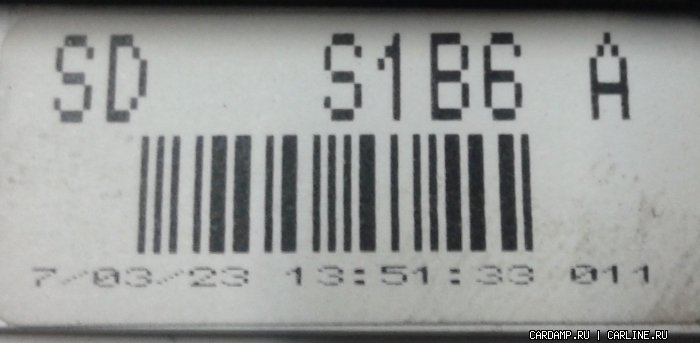 SD S1B6 A
7/03/23 13:51:33 011
CARDAMP.RU | CARLINE.RU